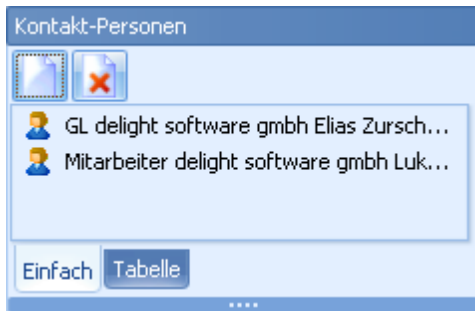 Kontakt-Personen
GL delight software gmbh Elias Zursch...
Mitarbeiter delight software gmbh Luk...
Einfach Tabelle